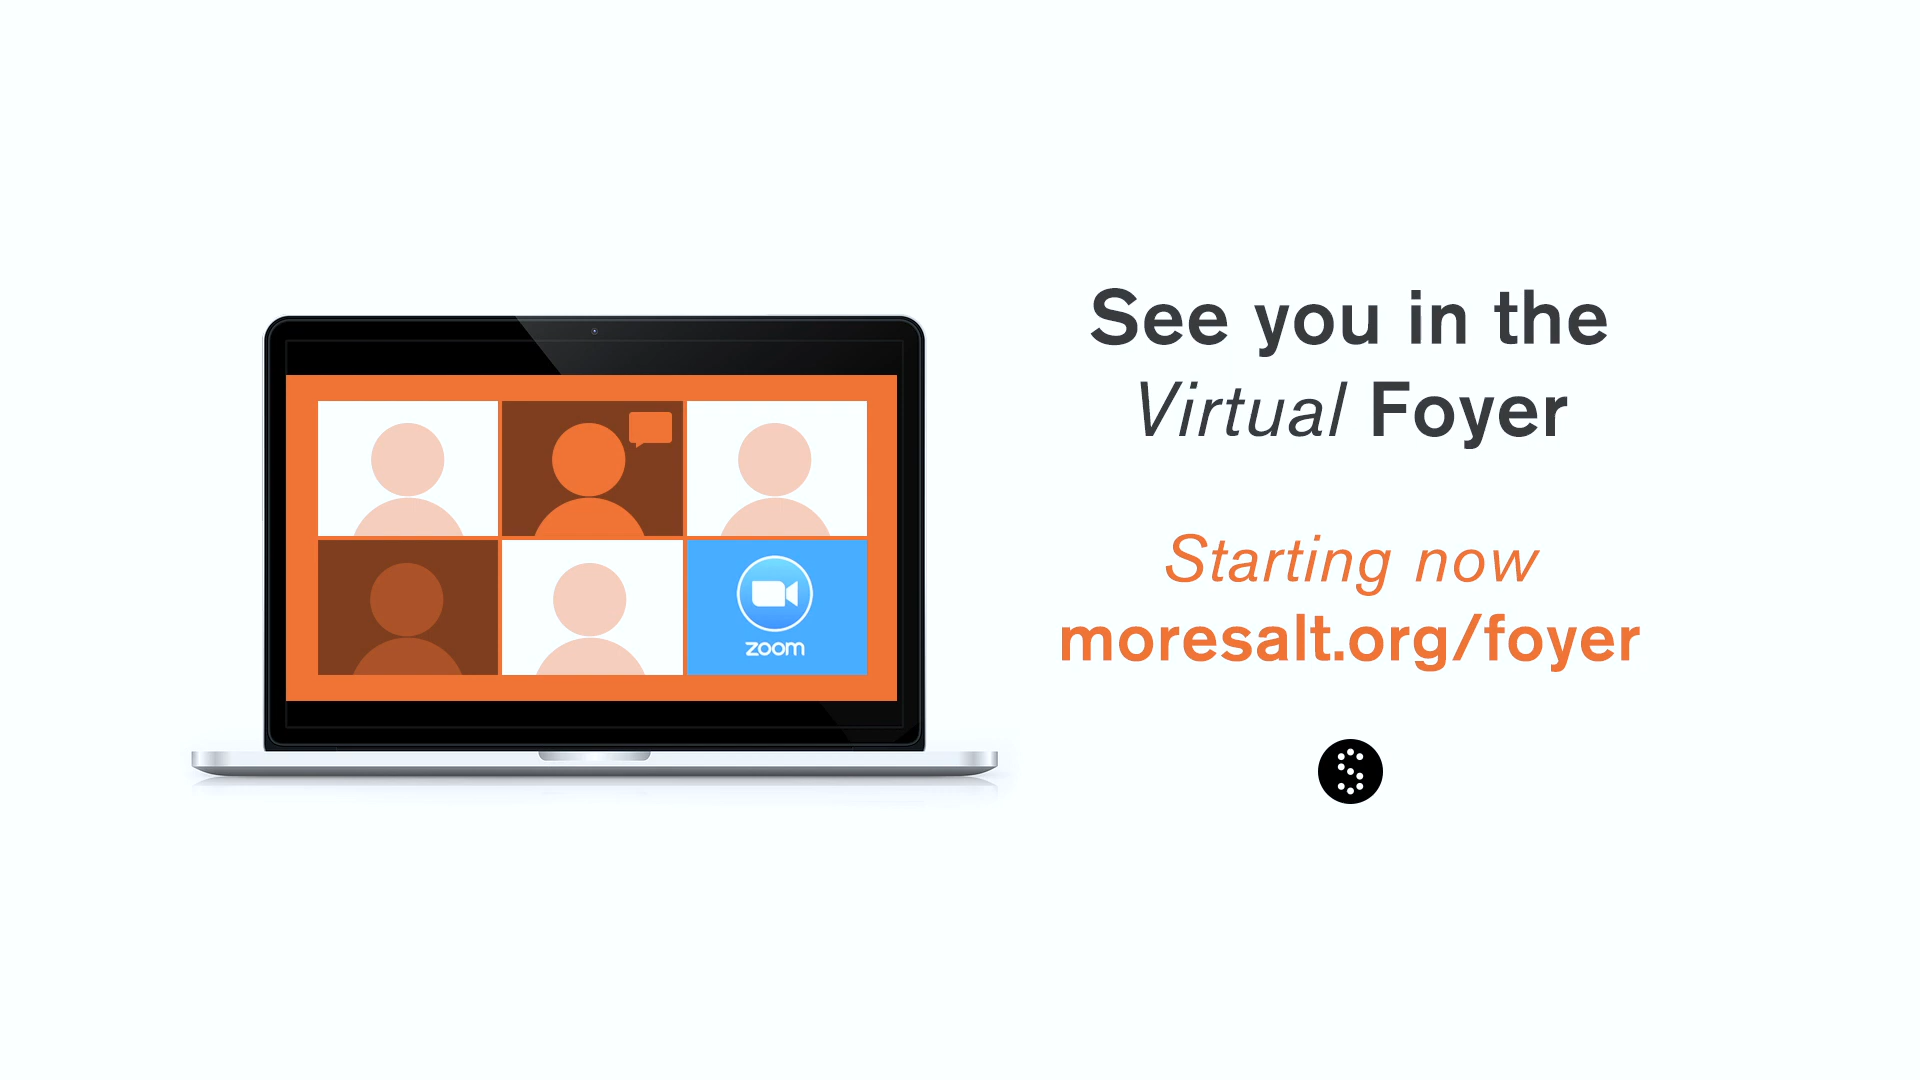 See you in the
Virtual Foyer
Starting now
moresalt.org/foyer
zoom